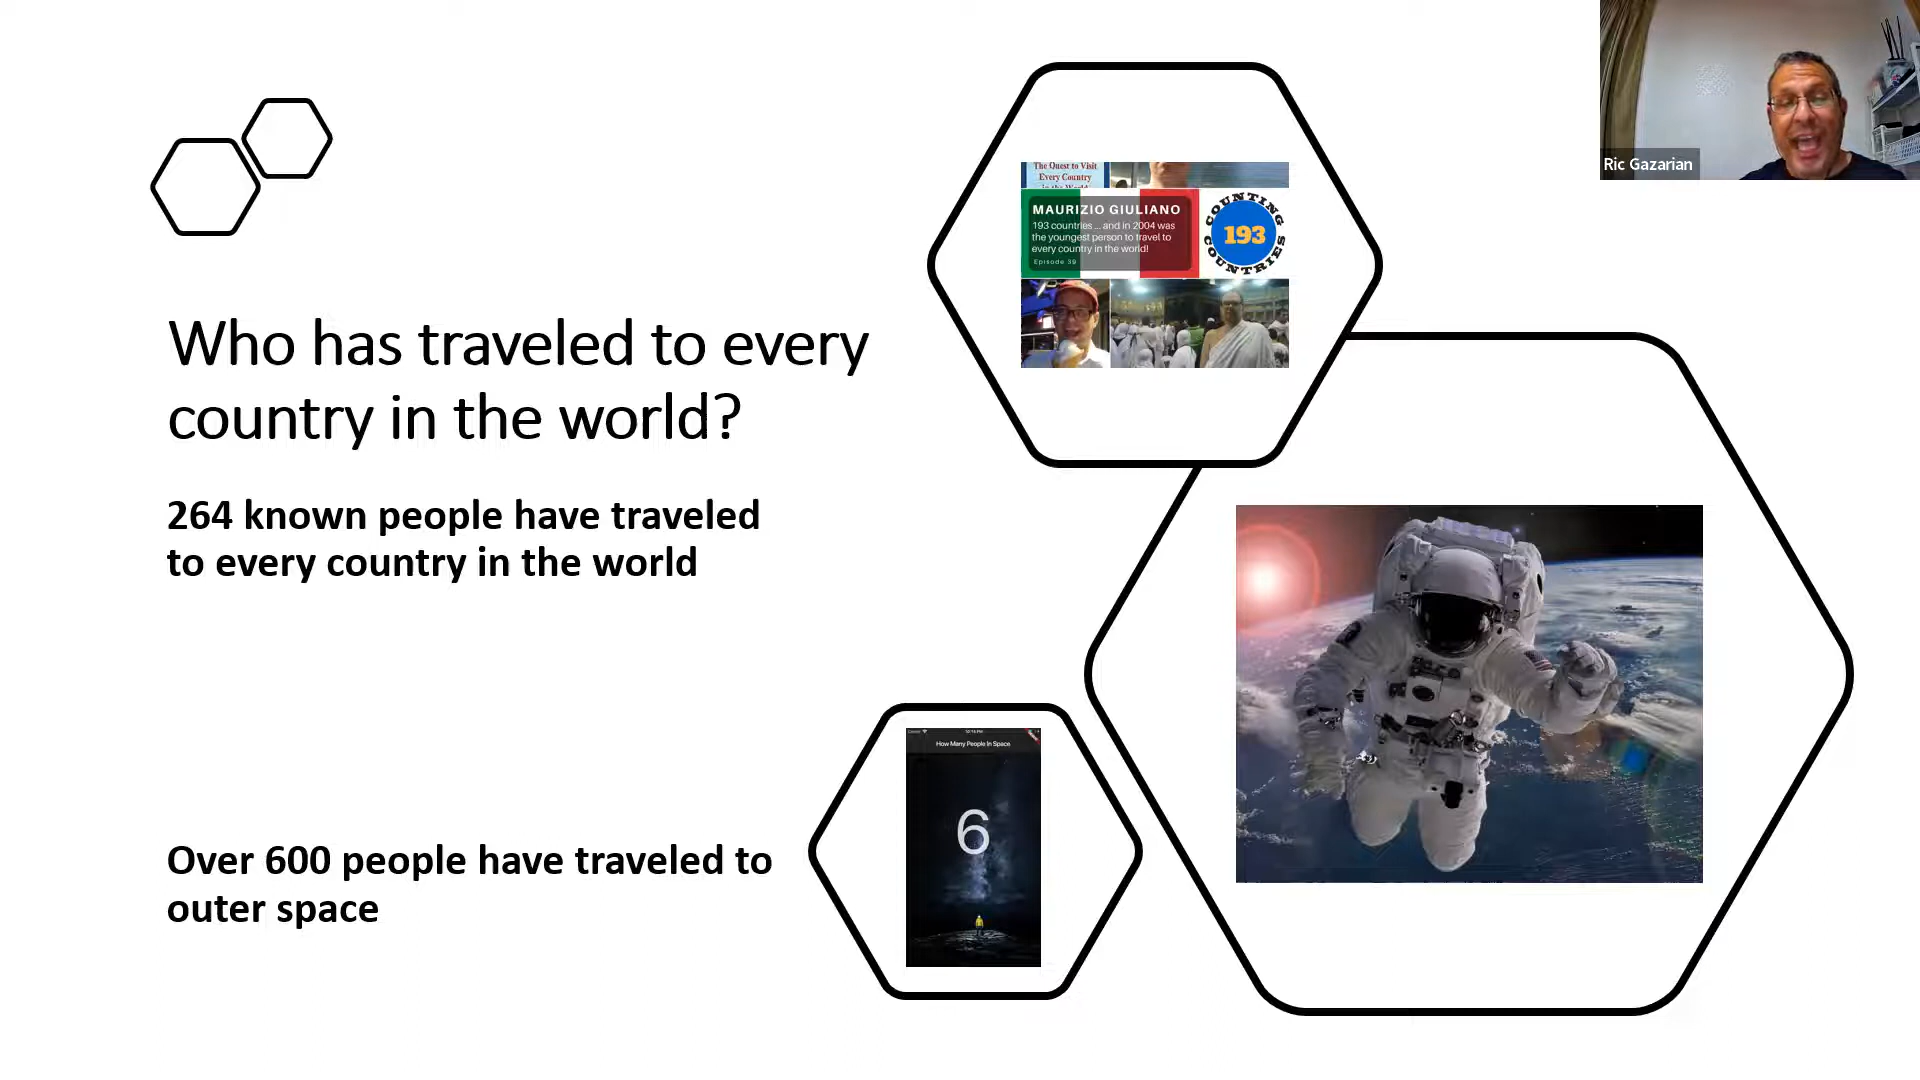 Who has traveled to every
country in the world?
264 known people have traveled
to every country in the world
Over 600 people have traveled to
outer space
The Quest to Visit
Every Country
in the World
MAURIZIO GIULIANO
193 countries ... and in 2004 was
the youngest person to travel to
every country in the world!
Episode 39
COUNTING
193
COUNTRIES
How Many People In Space
6
Ric Gazarian